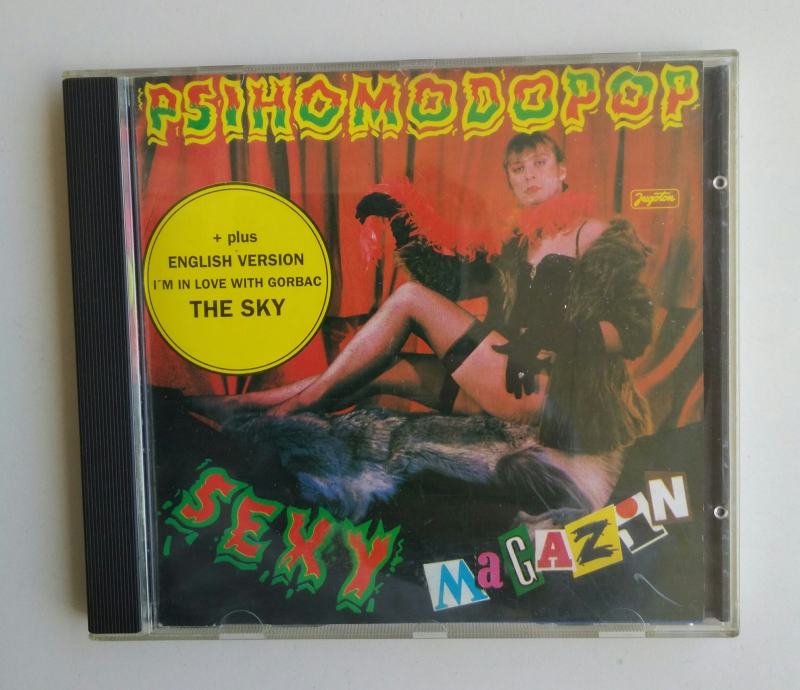 PSIHOMODOPOP
Jugoton
+ plus
ENGLISH VERSION
I´M IN LOVE WITH GORBAC
THE SKY
SEXY
MaGAZiN